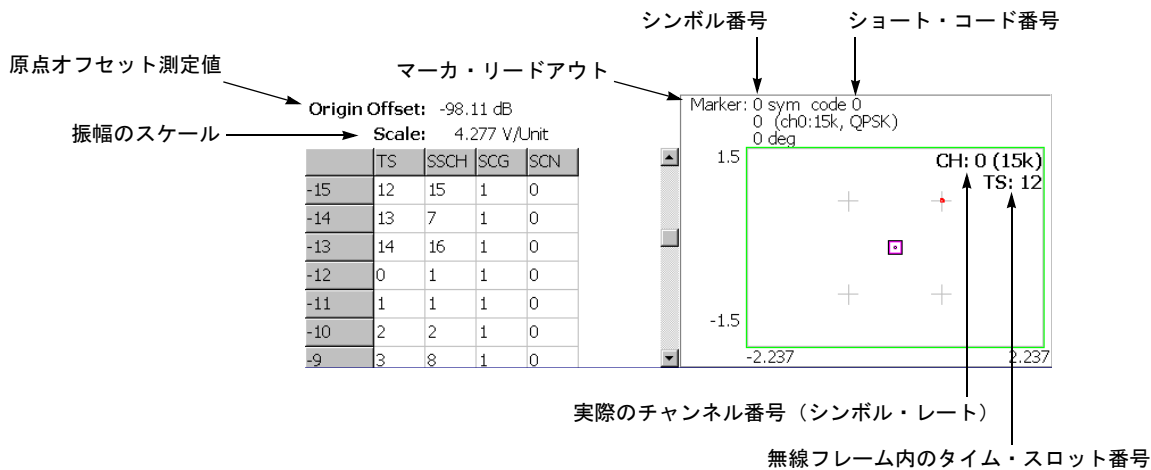 シンボル番号
ショート・コード番号
原点オフセット測定値
マーカ・リードアウト
Origin Offset: -98.11 dB
振幅のスケール
Scale: 4.277 V/Unit
Marker: 0 sym code 0
0 (ch0:15k, QPSK)
0 deg
TS SSCH SCG SCN
-15 12 15 1 0
-14 13 7 1 0
-13 14 16 1 0
-12 0 1 1 0
-11 1 1 1 0
-10 2 2 1 0
-9 3 8 1 0
1.5
CH: 0 (15k)
TS: 12
-1.5
-2.237 2.237
実際のチャンネル番号（シンボル・レート）
無線フレーム内のタイム・スロット番号